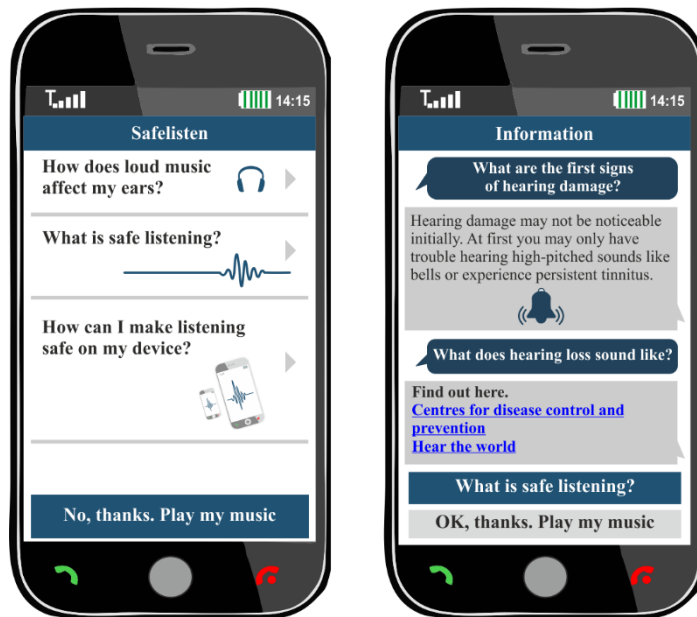 14:15
Safelisten
How does loud music
affect my ears?
What is safe listening?
How can I make listening
safe on my device?
No, thanks. Play my music
14:15
Information
What are the first signs
of hearing damage?
Hearing damage may not be noticeable
initially. At first you may only have
trouble hearing high-pitched sounds like
bells or experience persistent tinnitus.
What does hearing loss sound like?
Find out here.
Centres for disease control and
prevention
Hear the world
What is safe listening?
OK, thanks. Play my music